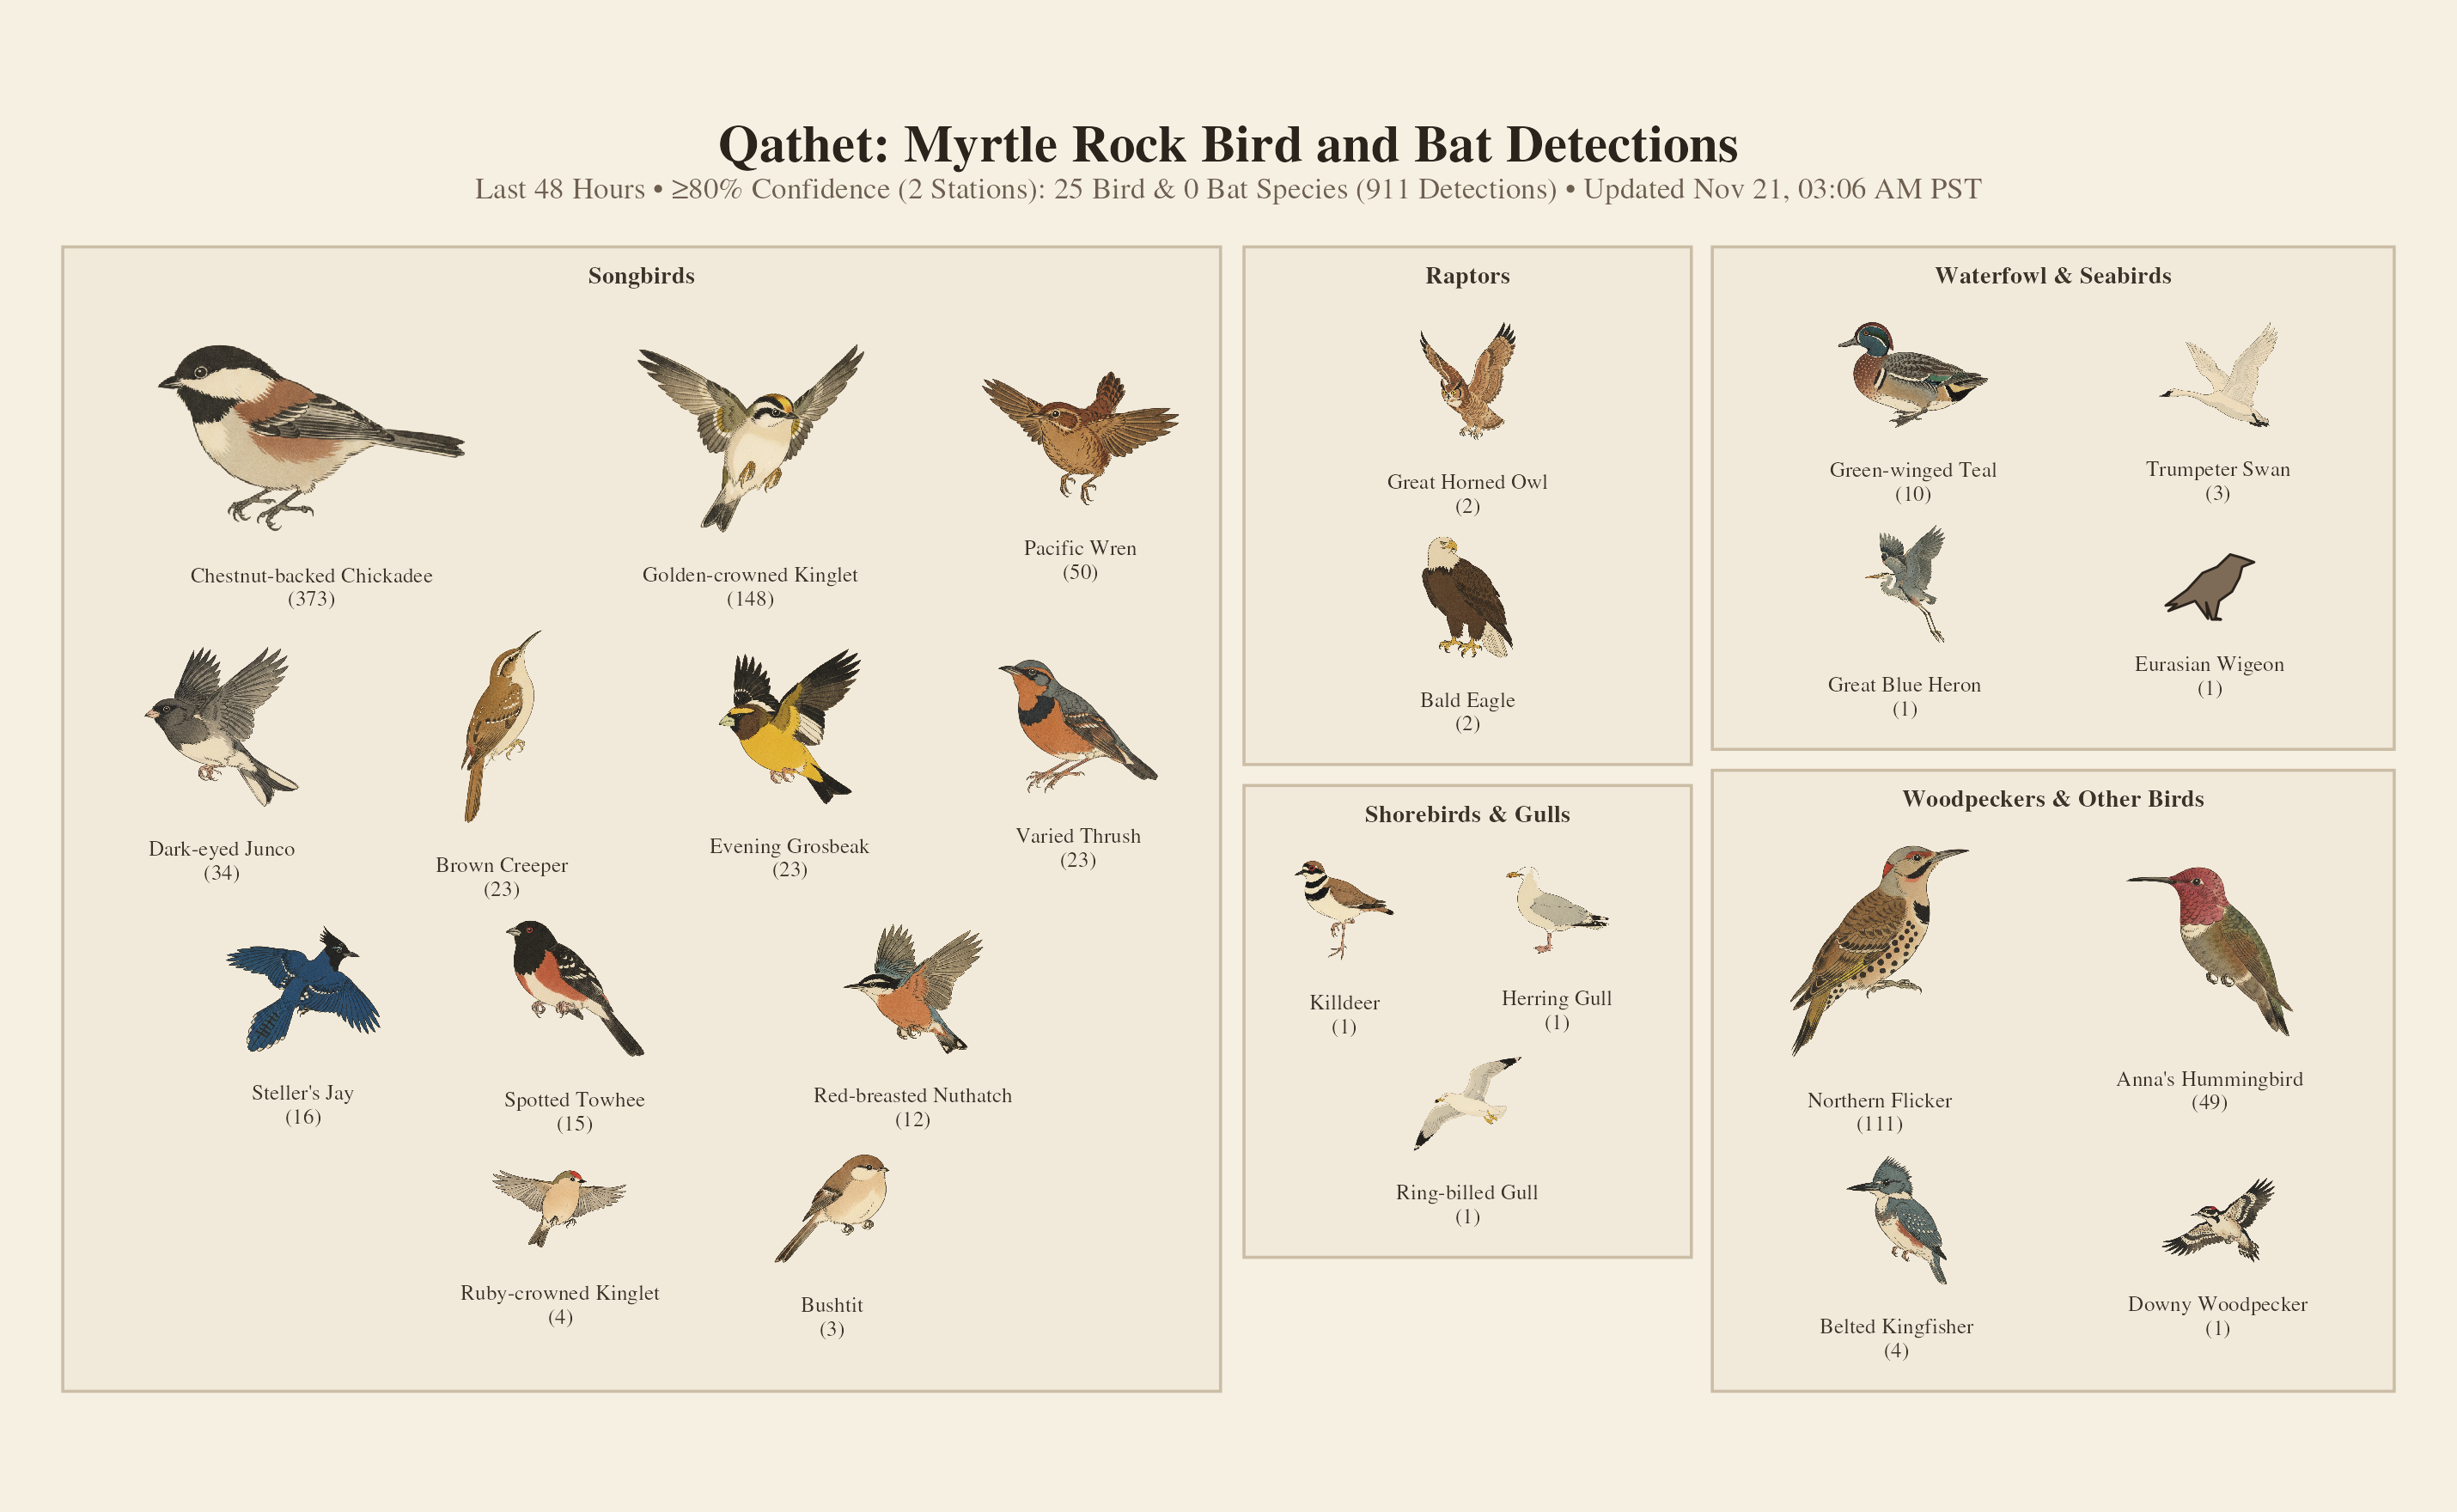 Qathet: Myrtle Rock Bird and Bat Detections
Last 48 Hours • ≥80% Confidence (2 Stations): 25 Bird & 0 Bat Species (911 Detections) • Updated Nov 21, 03:06 AM PST
Songbirds
Chestnut-backed Chickadee
(373)
Golden-crowned Kinglet
(148)
Pacific Wren
(50)
Dark-eyed Junco
(34)
Brown Creeper
(23)
Evening Grosbeak
(23)
Varied Thrush
(23)
Steller's Jay
(16)
Spotted Towhee
(15)
Red-breasted Nuthatch
(12)
Ruby-crowned Kinglet
(4)
Bushtit
(3)
Raptors
Great Horned Owl
(2)
Bald Eagle
(2)
Shorebirds & Gulls
Killdeer
(1)
Herring Gull
(1)
Ring-billed Gull
(1)
Waterfowl & Seabirds
Green-winged Teal
(10)
Trumpeter Swan
(3)
Great Blue Heron
(1)
Eurasian Wigeon
(1)
Woodpeckers & Other Birds
Northern Flicker
(111)
Anna's Hummingbird
(49)
Belted Kingfisher
(4)
Downy Woodpecker
(1)